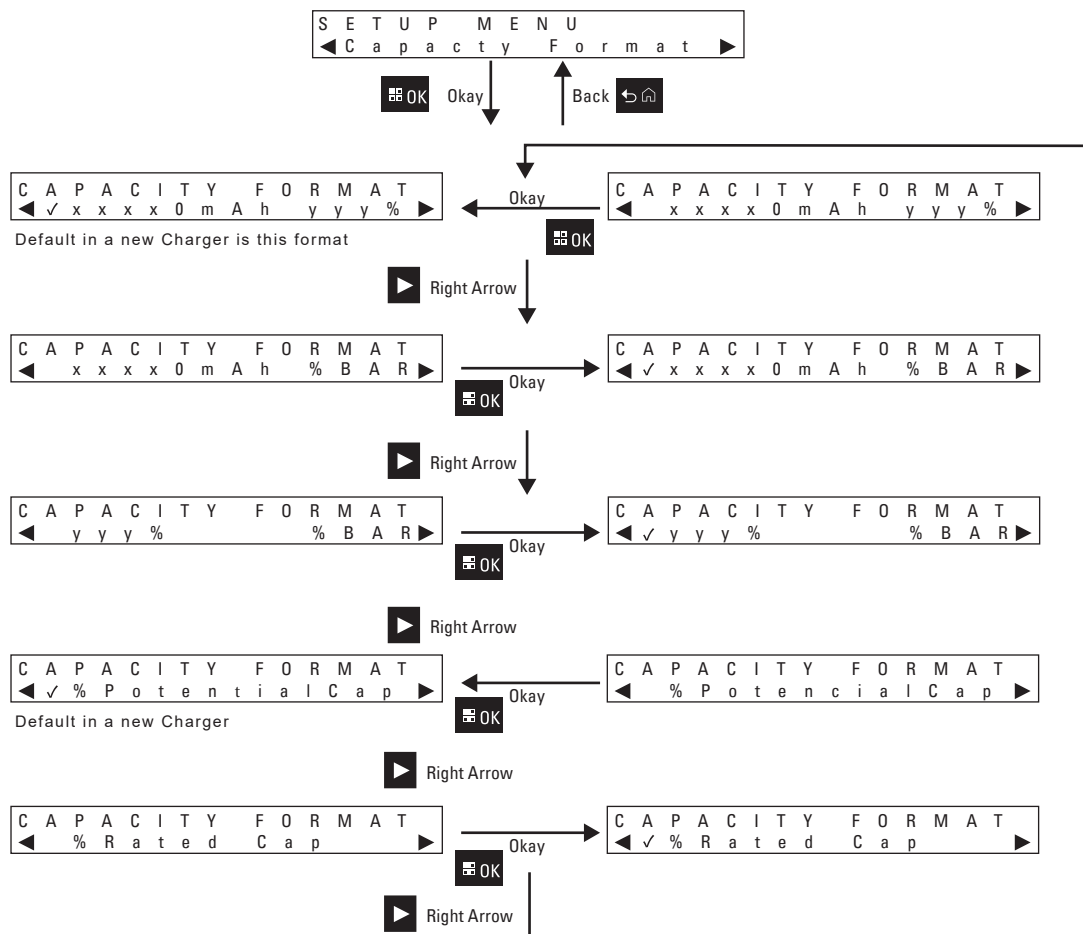 SETUP MENU
◀Capacty Format ▶
OK Okay Back
CAPACITY FORMAT CAPACITY FORMAT
◀ ✓ xxxx0mAh yyy% ▶ Okay ◀ xxxx0mAh yyy% ▶
Default in a new Charger is this format OK
▶ Right Arrow
CAPACITY FORMAT CAPACITY FORMAT
◀ xxxx0mAh %BAR▶ Okay ◀ ✓ xxxx0mAh %BAR▶
OK
▶ Right Arrow
CAPACITY FORMAT CAPACITY FORMAT
◀ yyy% %BAR▶ Okay ◀ ✓ yyy% %BAR▶
OK
▶ Right Arrow
CAPACITY FORMAT CAPACITY FORMAT
◀ ✓ %PotentialCap ▶ Okay ◀ %PotencialCap ▶
Default in a new Charger OK
▶ Right Arrow
CAPACITY FORMAT CAPACITY FORMAT
◀ %Rated Cap ▶ Okay ◀ ✓ %Rated Cap ▶
OK
▶ Right Arrow